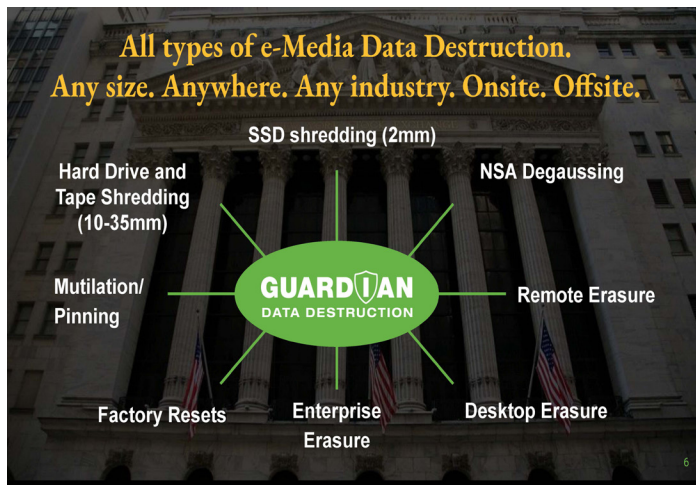 All types of e-Media Data Destruction.
Any size. Anywhere. Any industry. Onsite. Offsite.
SSD shredding (2mm)
Hard Drive and
Tape Shredding
(10-35mm)
NSA Degaussing
Mutilation/
Pinning
GUARDIAN
DATA DESTRUCTION
Remote Erasure
Factory Resets
Enterprise
Erasure
Desktop Erasure
6